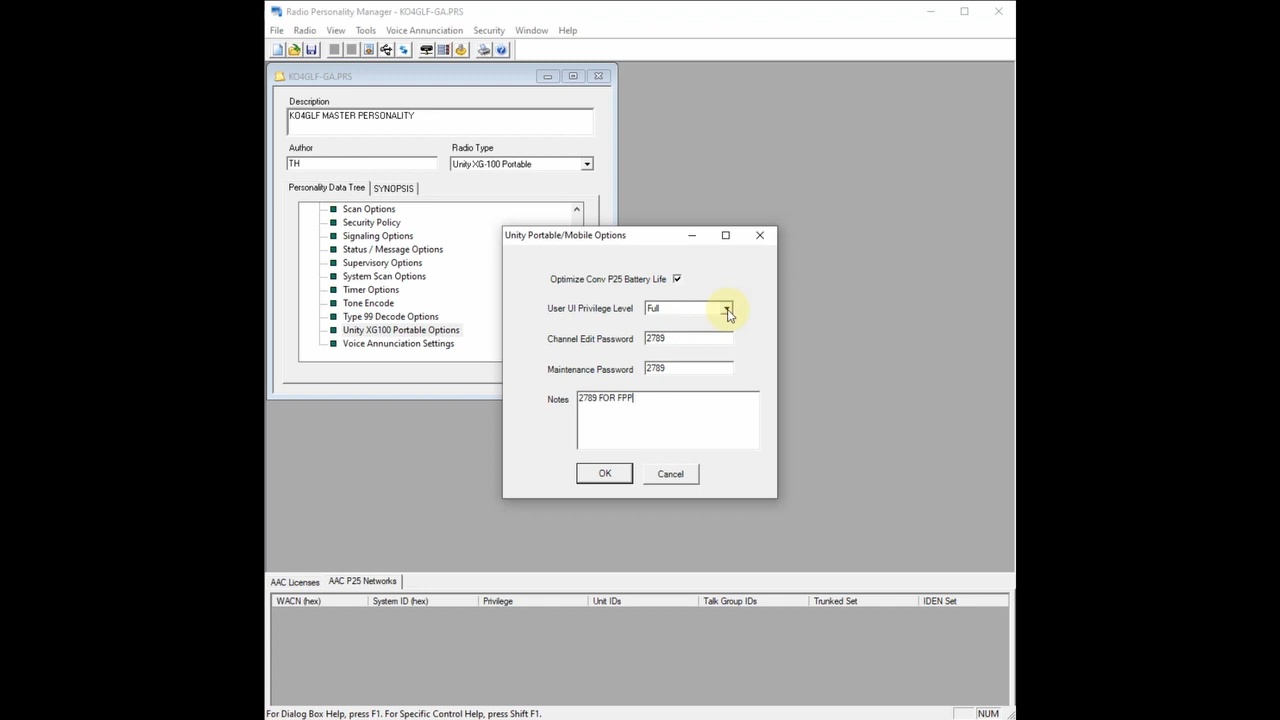 Radio Personality Manager - KO4GLF-GA.PRS
File Radio View Tools Voice Annunciation Security Window Help
KO4GLF-GA.PRS
Description
KO4GLF MASTER PERSONALITY
Author
Radio Type
TH
Unity XG-100 Portable
Personality Data Tree
SYNOPSIS
Scan Options
Security Policy
Signaling Options
Status / Message Options
Supervisory Options
System Scan Options
Timer Options
Tone Encode
Type 99 Decode Options
Unity XG100 Portable Options
Voice Annunciation Settings
Unity Portable/Mobile Options
Optimize Conv P25 Battery Life
User UI Privilege Level Full
Channel Edit Password 2789
Maintenance Password 2789
Notes 2789 FOR FPP
OK Cancel
AAC Licenses AAC P25 Networks
WACN (hex) System ID (hex) Privilege Unit IDs Talk Group IDs Trunked Set IDEN Set
For Dialog Box Help, press F1. For Specific Control Help, press Shift F1. NUM